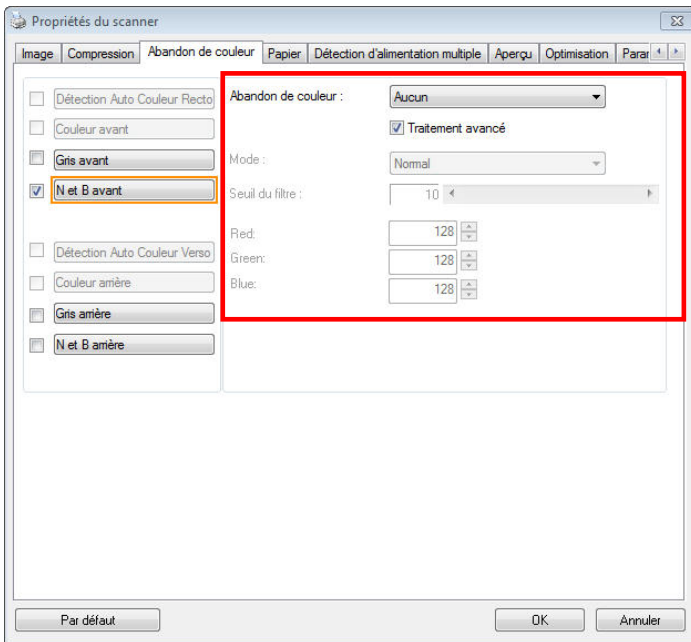 Propriétés du scanner
Image Compression Abandon de couleur Papier Détection d'alimentation multiple Aperçu Optimisation Parar
Détection Auto Couleur Recto
Couleur avant
Gris avant
N et B avant
Détection Auto Couleur Verso
Couleur arrière
Gris arrière
N et B arrière
Abandon de couleur : Aucun
Traitement avancé
Mode : Normal
Seuil du filtre : 10
Red: 128
Green: 128
Blue: 128
Par défaut OK Annuler